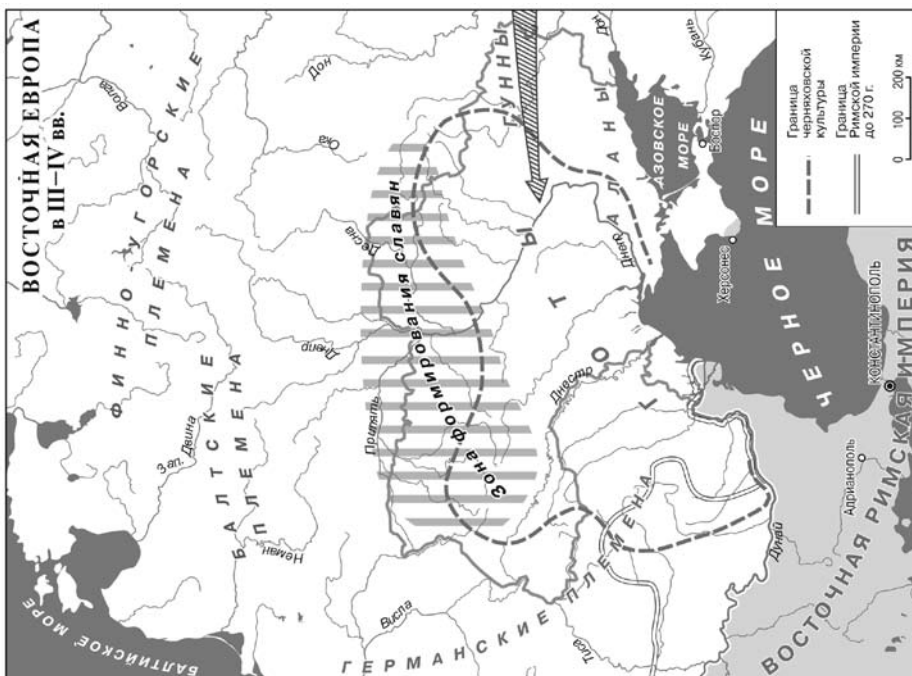 ВОСТОЧНАЯ ЕВРОПА
в III–IV вв.
БАЛТИЙСКОЕ МОРЕ
ФИННО-УГОРСКИЕ
ПЛЕМЕНА
Волга
Ока
Дон
Зап. Двина
БАЛТСКИЕ
ПЛЕМЕНА
Неман
Днепр
Десна
Припять
Зона формирования славян
Висла
ГЕРМАНСКИЕ ПЛЕМЕНА
Тиса
Днестр
ГОТЫ
Гунны
АЛАНЫ
Днепр
Дон
АЗОВСКОЕ
МОРЕ
Кубань
Боспор
Херсонес
ЧЕРНОЕ МОРЕ
Дунай
Адрианополь
КОНСТАНТИНОПОЛЬ
ВОСТОЧНАЯ РИМСКАЯ ИМПЕРИЯ
Граница
черняховской
культуры
Граница
Римской империи
до 270 г.
0 100 200 км